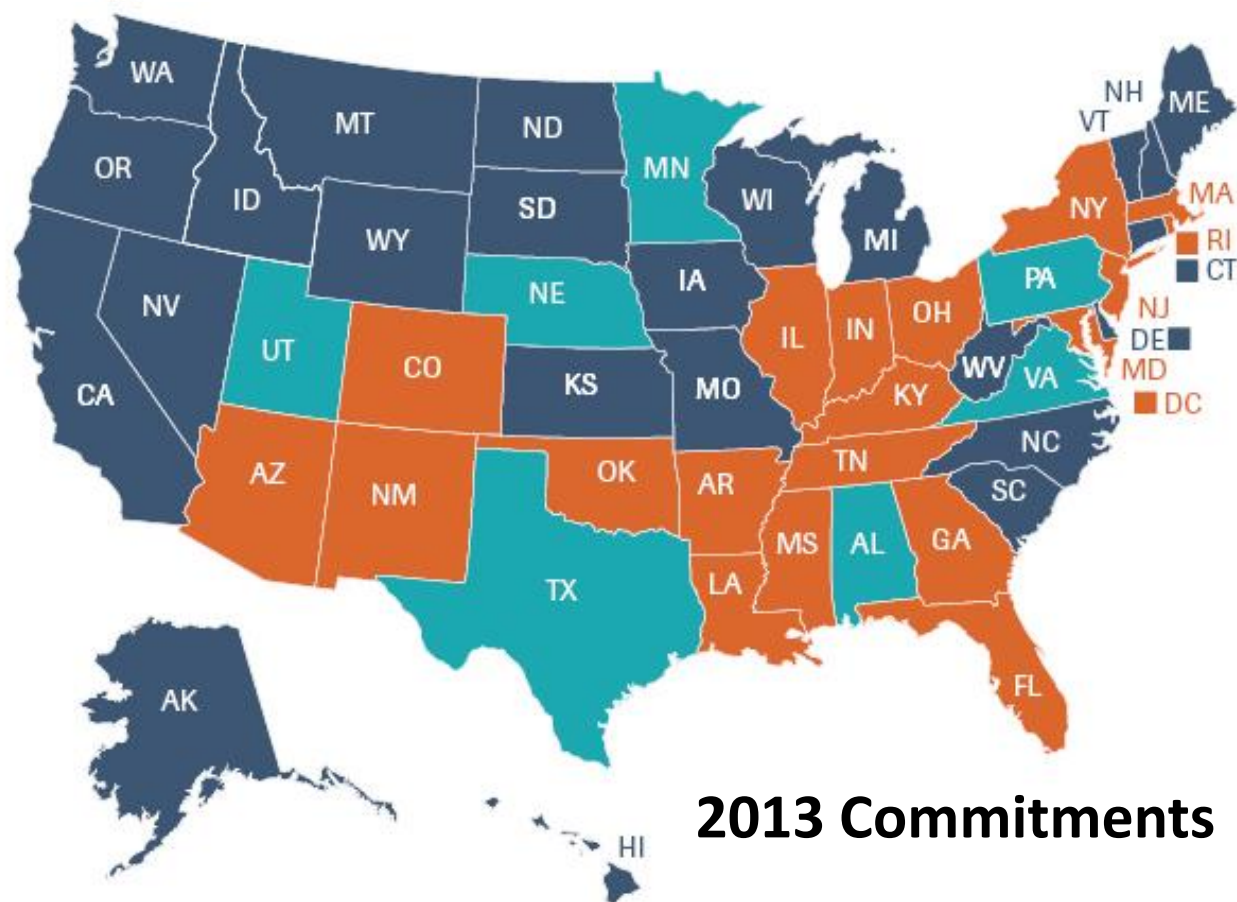 WA
MT
ND
MN
OR
ID
SD
WI
NH
ME
VT
WY
MI
NY
MA
RI
CT
NV
UT
NE
IA
PA
NJ
CA
CO
KS
MO
IL
IN
OH
WV
VA
DE
MD
DC
KY
NC
AZ
NM
OK
AR
TN
SC
TX
LA
MS
AL
GA
FL
AK
HI
2013 Commitments